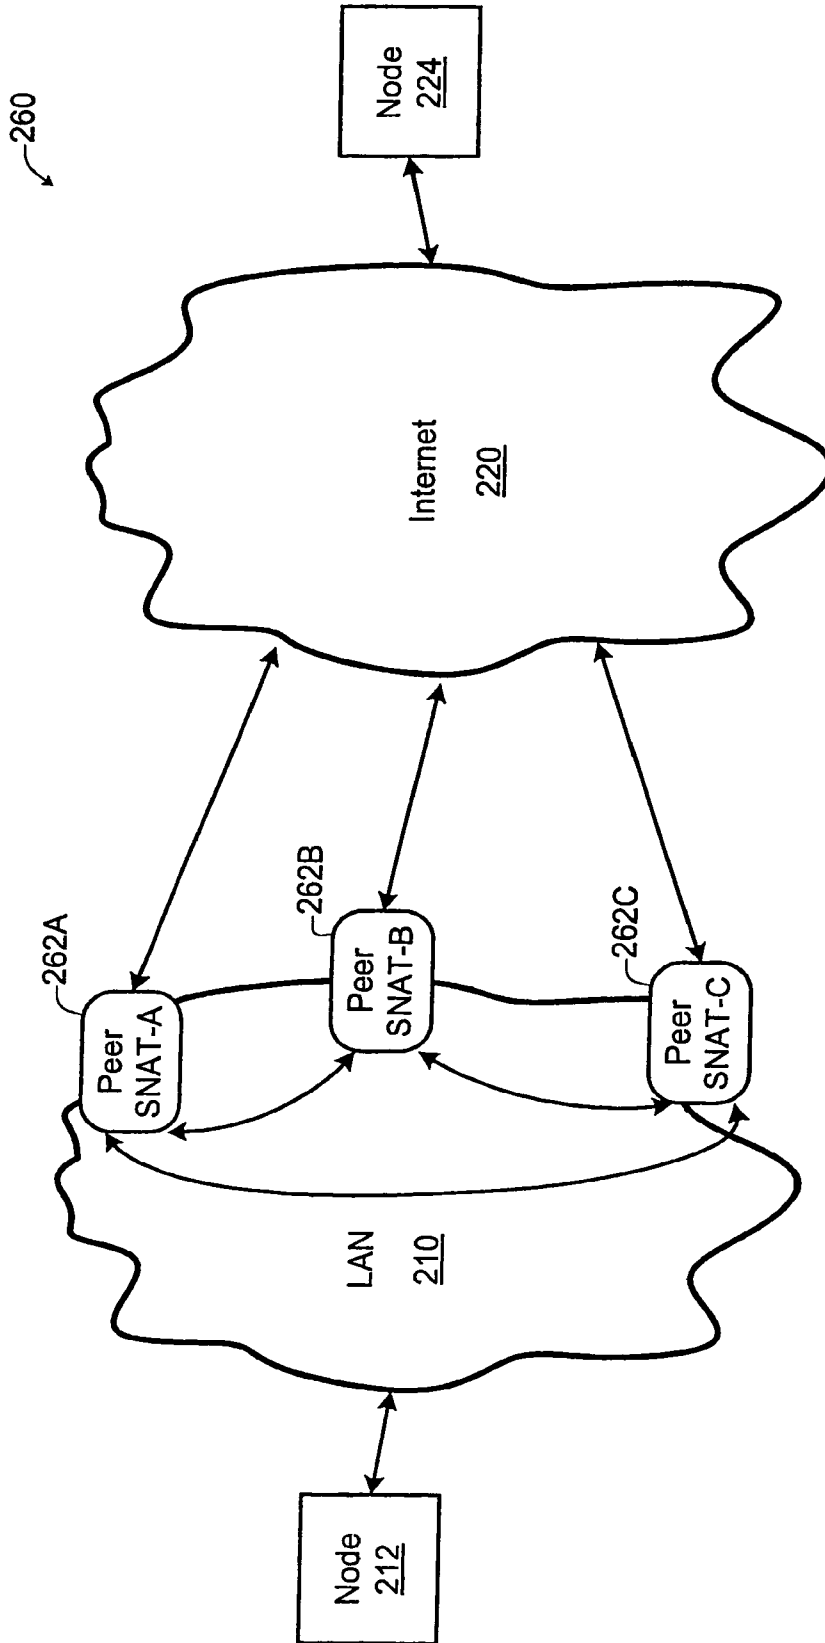 260
Node
224
Internet
220
262A
Peer
SNAT-A
262B
Peer
SNAT-B
262C
Peer
SNAT-C
LAN
210
Node
212